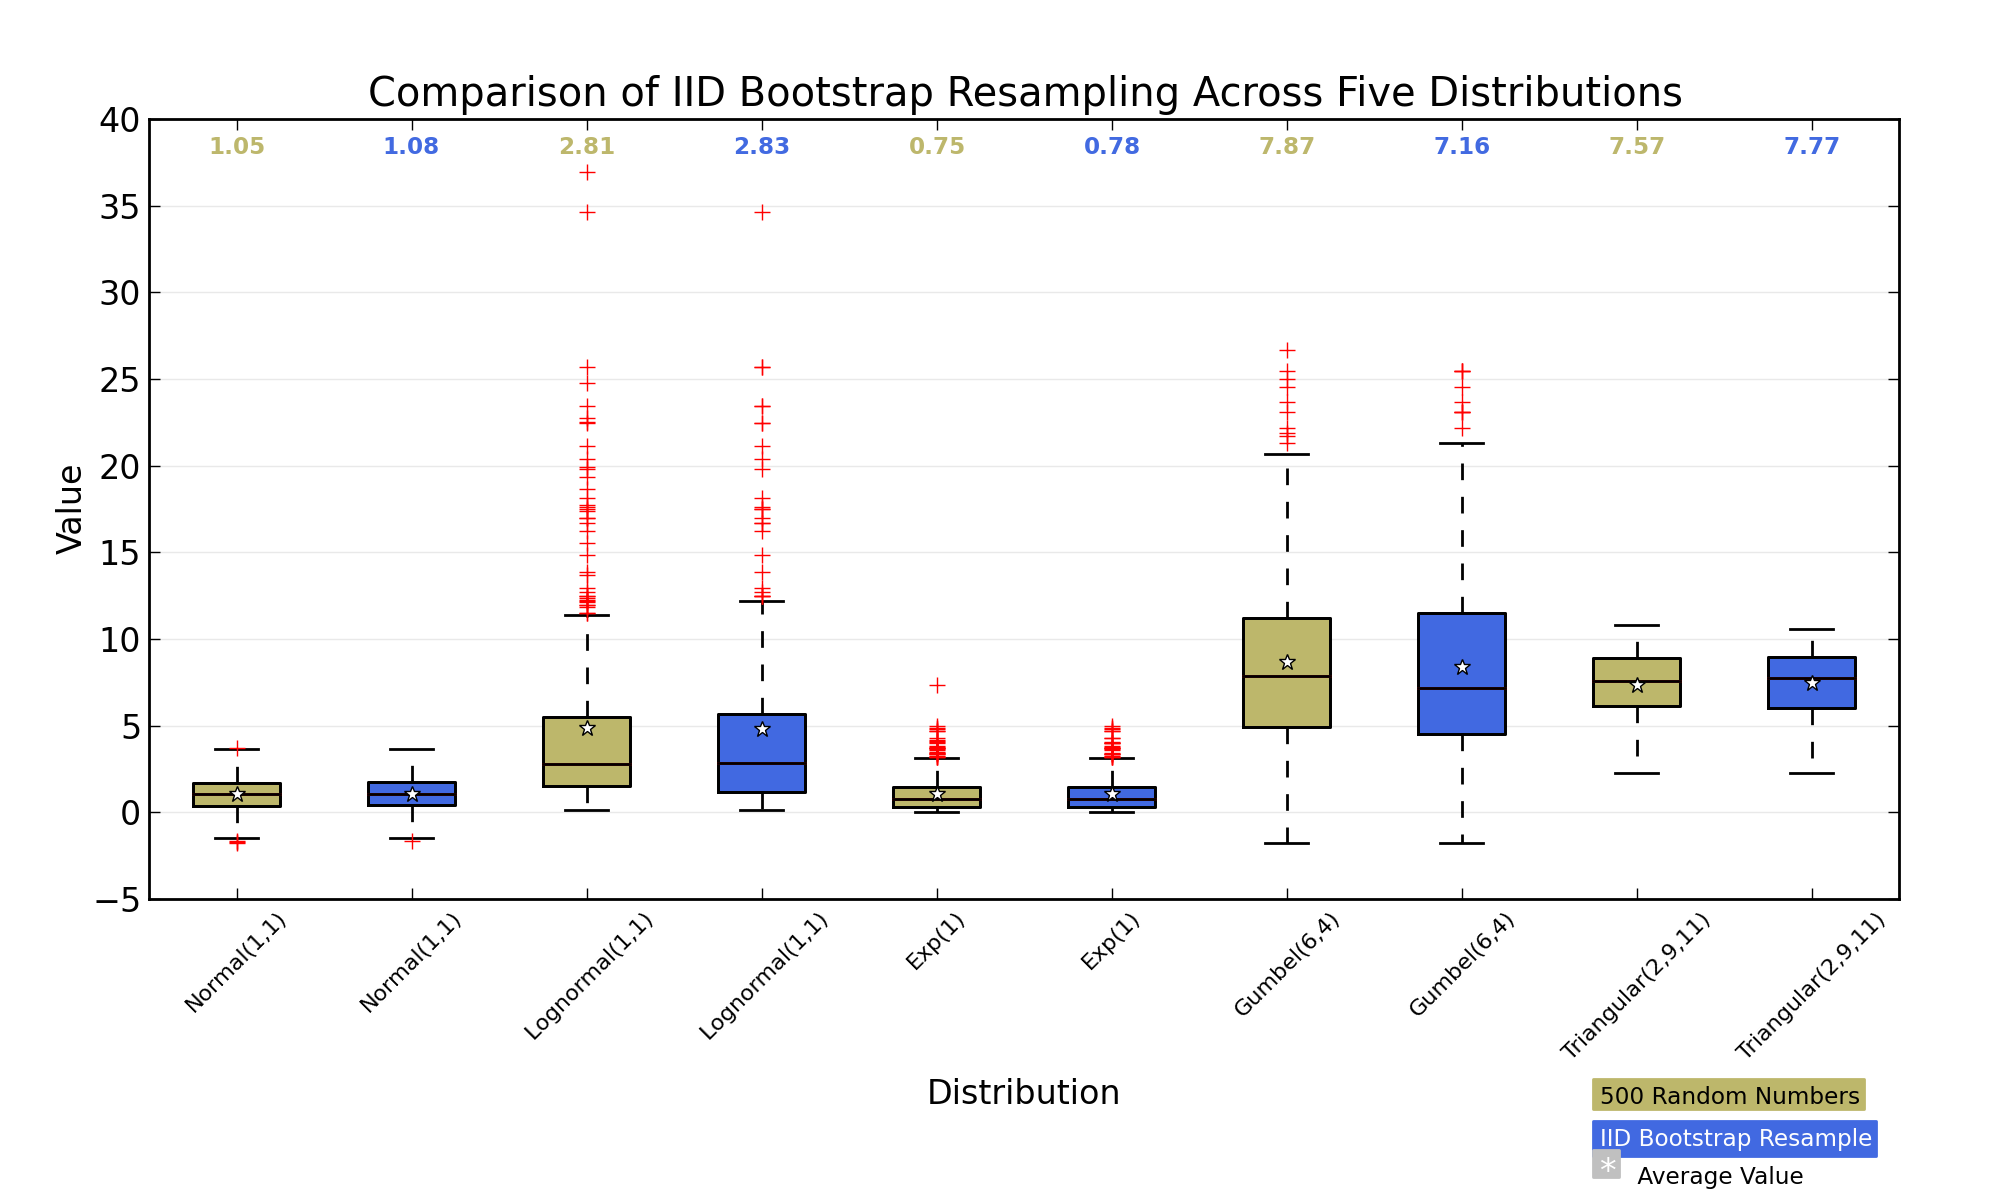 Comparison of IID Bootstrap Resampling Across Five Distributions
40
1.05 1.08 2.81 2.83 0.75 0.78 7.87 7.16 7.57 7.77
35
30
25
20
15
10
5
0
−5
Value
Normal(1,1) Normal(1,1) Lognormal(1,1) Lognormal(1,1) Exp(1) Exp(1) Gumbel(6,4) Gumbel(6,4) Triangular(2,9,11) Triangular(2,9,11)
Distribution
500 Random Numbers
IID Bootstrap Resample
* Average Value